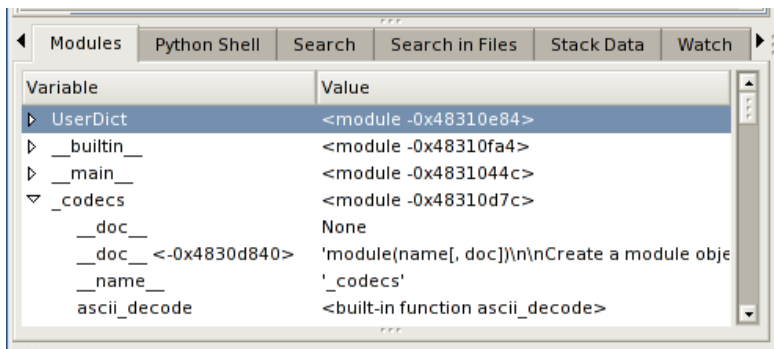 Modules Python Shell Search Search in Files Stack Data Watch
Variable Value
UserDict <module -0x48310e84>
__builtin__ <module -0x48310fa4>
__main__ <module -0x4831044c>
_codecs <module -0x48310d7c>
__doc__ None
__doc__ <-0x4830d840> 'module(name[, doc])\n\nCreate a module obje
__name__ '_codecs'
ascii_decode <built-in function ascii_decode>